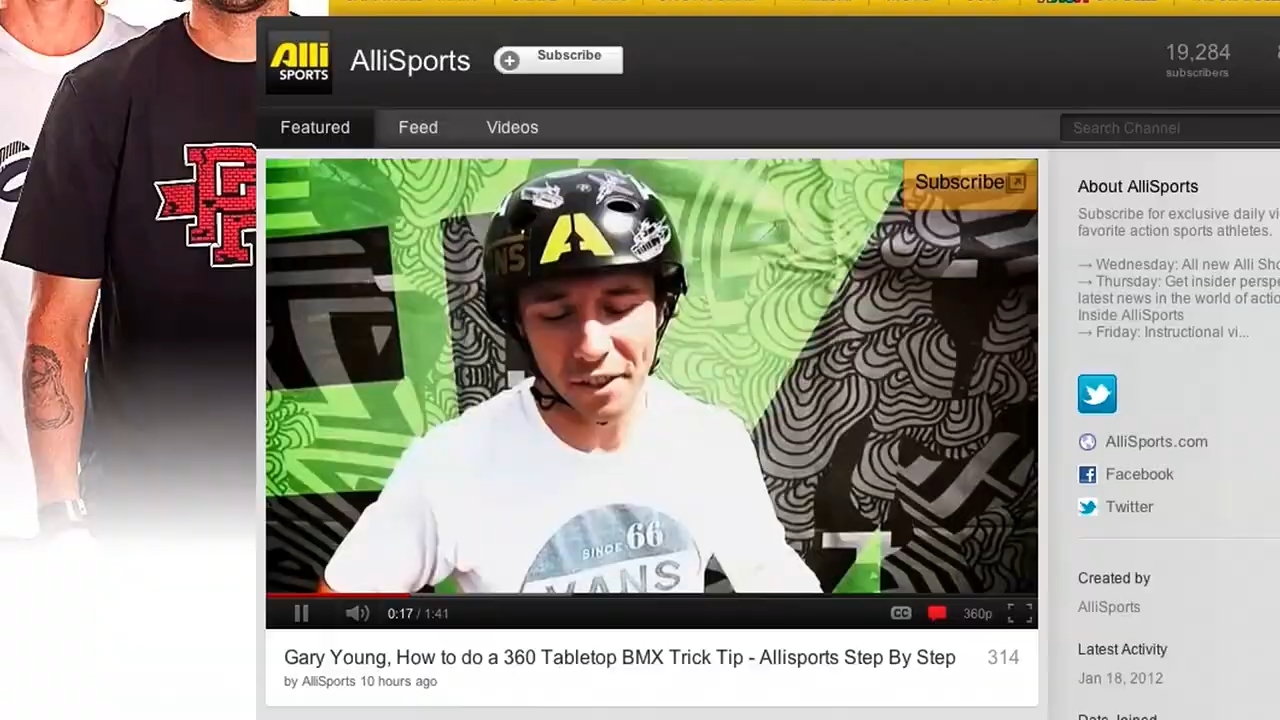 Alli
SPORTS
AlliSports
Subscribe
19,284
subscribers
Featured
Feed
Videos
Search Channel
Subscribe
VANS
SINCE 66
VANS
0:17 / 1:41
CC
360p
Gary Young, How to do a 360 Tabletop BMX Trick Tip - Allisports Step By Step
314
by AlliSports 10 hours ago
About AlliSports
Subscribe for exclusive daily vi
favorite action sports athletes.
→ Wednesday: All new Alli Sho
→ Thursday: Get insider perspe
latest news in the world of actio
Inside AlliSports
→ Friday: Instructional vi...
AlliSports.com
Facebook
Twitter
Created by
AlliSports
Latest Activity
Jan 18, 2012
Date Joined